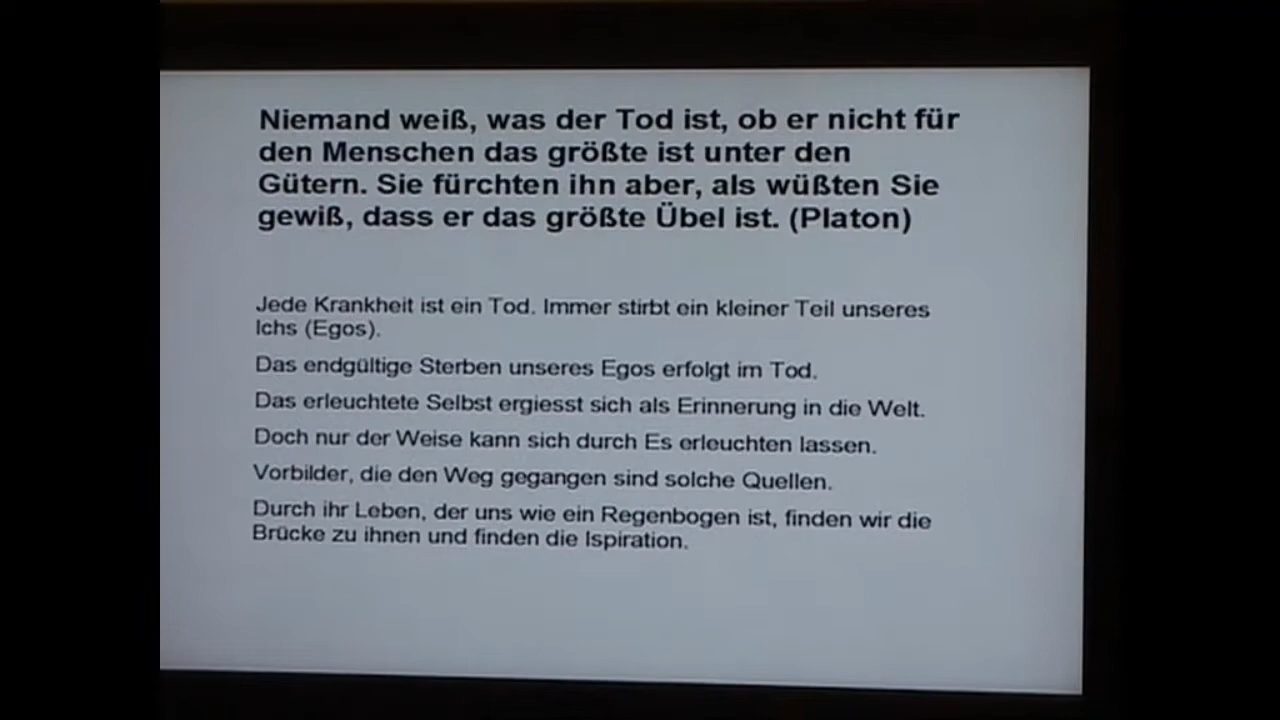 Niemand weiß, was der Tod ist, ob er nicht für
den Menschen das größte ist unter den
Gütern. Sie fürchten ihn aber, als wüßten Sie
gewiß, dass er das größte Übel ist. (Platon)
Jede Krankheit ist ein Tod. Immer stirbt ein kleiner Teil unseres
Ichs (Egos).
Das endgültige Sterben unseres Egos erfolgt im Tod.
Das erleuchtete Selbst ergiesst sich als Erinnerung in die Welt.
Doch nur der Weise kann sich durch Es erleuchten lassen.
Vorbilder, die den Weg gegangen sind solche Quellen.
Durch ihr Leben, der uns wie ein Regenbogen ist, finden wir die
Brücke zu ihnen und finden die Ispiration.